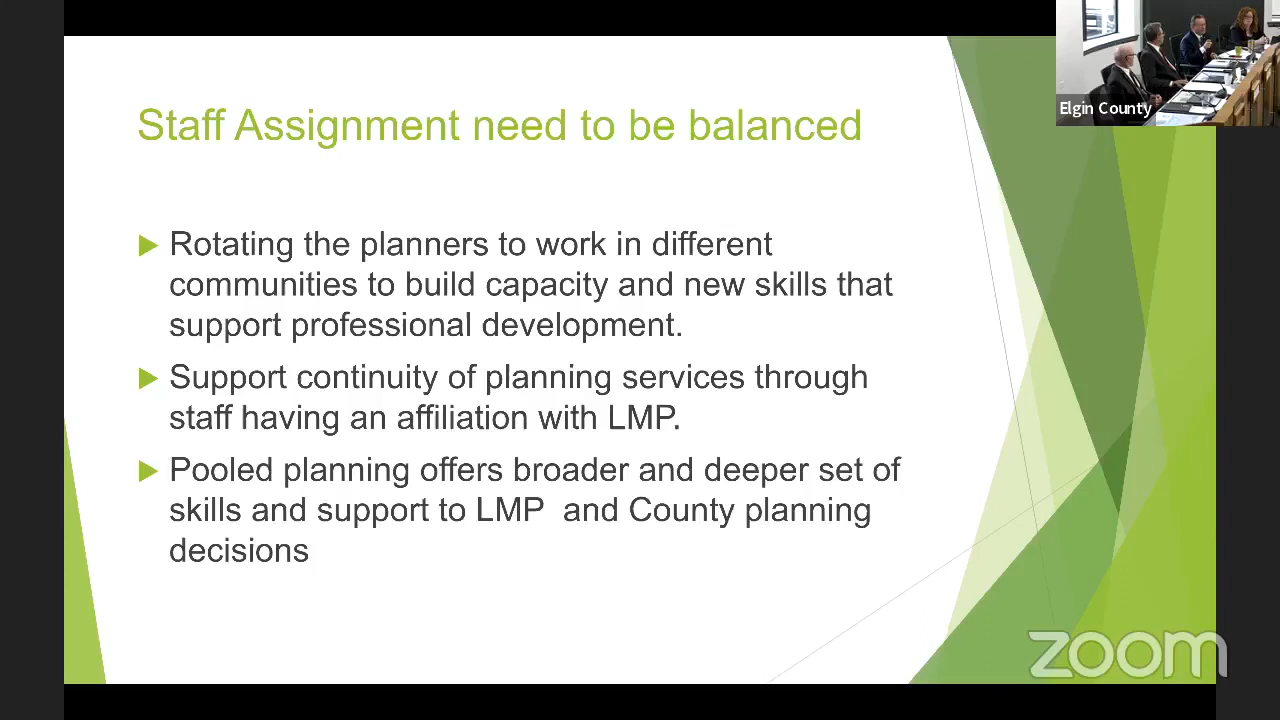 Elgin County
Staff Assignment need to be balanced
Rotating the planners to work in different
communities to build capacity and new skills that
support professional development.
Support continuity of planning services through
staff having an affiliation with LMP.
Pooled planning offers broader and deeper set of
skills and support to LMP  and County planning
decisions
zoom